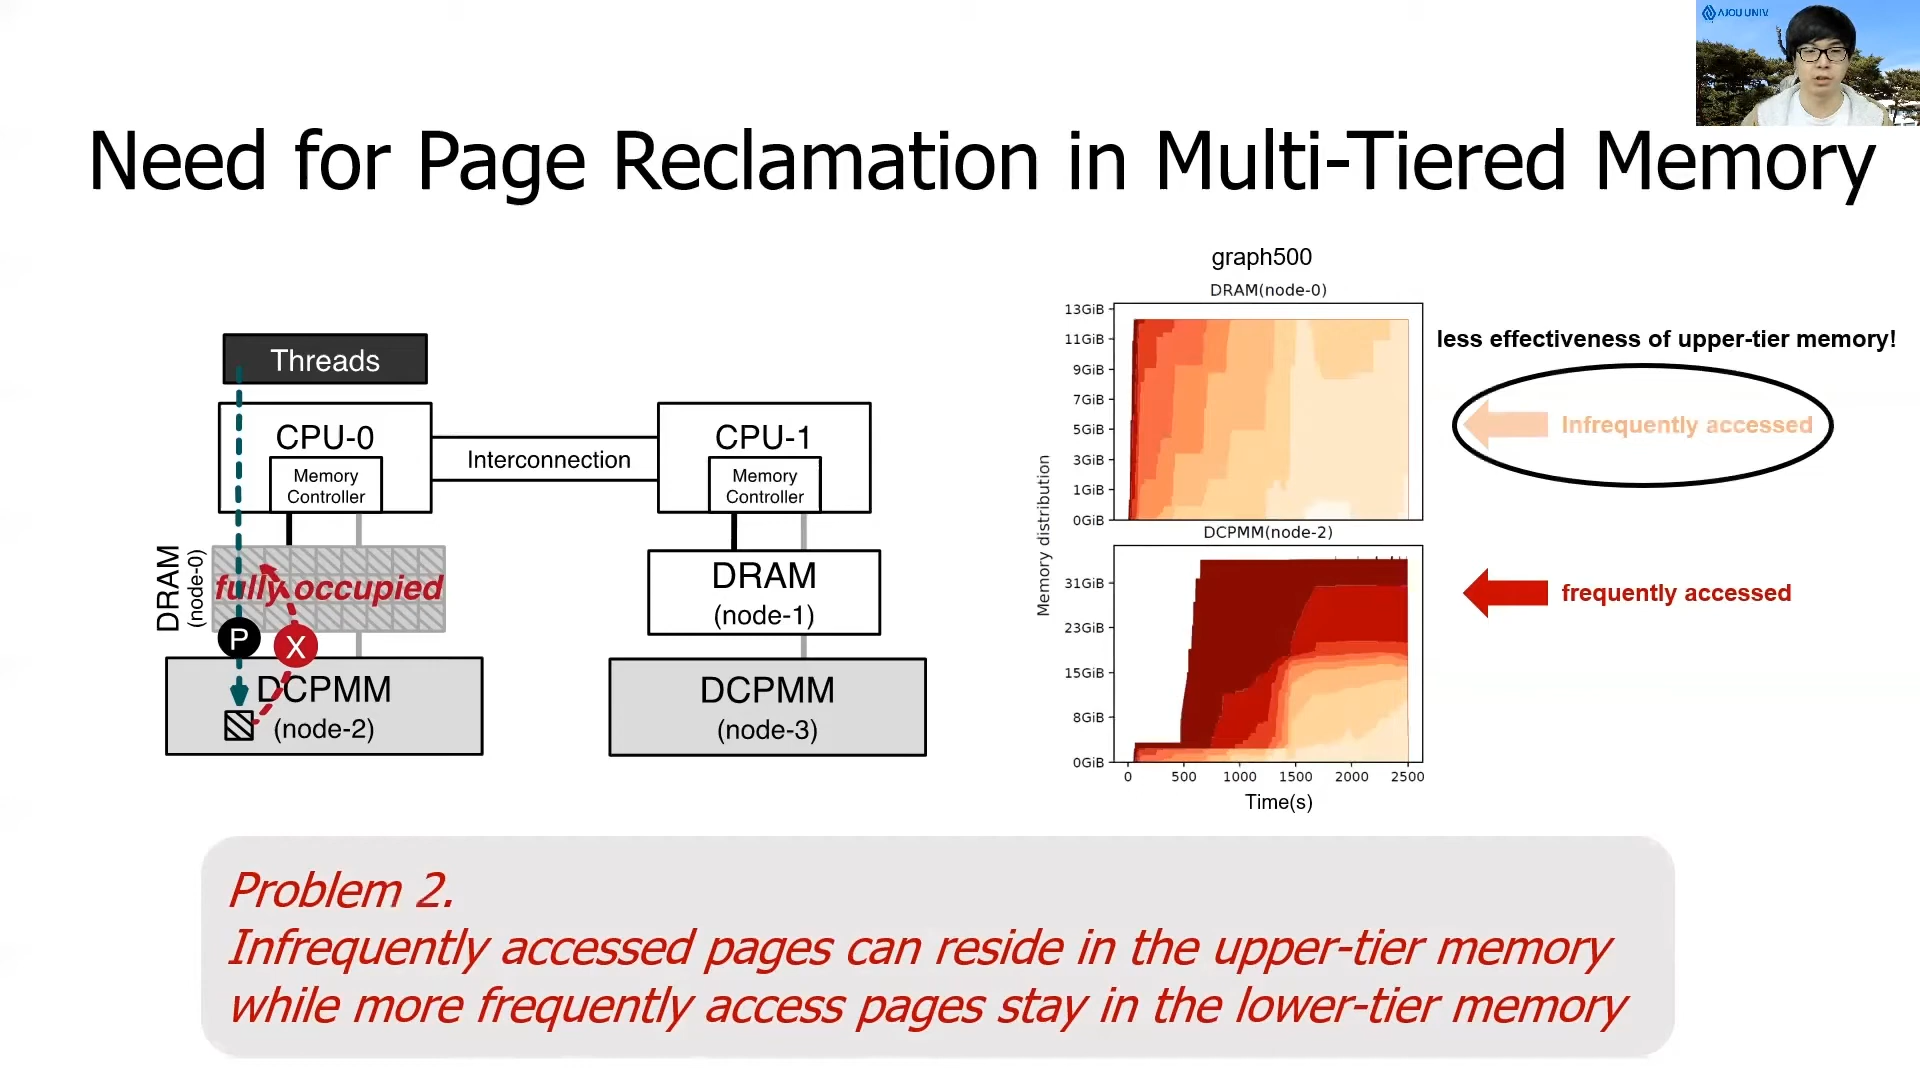 AJOU UNIV.
Need for Page Reclamation in Multi-Tiered Memory
Threads
CPU-0
Memory
Controller
Interconnection
CPU-1
Memory
Controller
DRAM
(node-0)
fully occupied
P
X
DCPMM
(node-2)
DRAM
(node-1)
DCPMM
(node-3)
graph500
DRAM(node-0)
13GiB
11GiB
9GiB
7GiB
5GiB
3GiB
1GiB
0GiB
less effectiveness of upper-tier memory!
Infrequently accessed
Memory distribution
DCPMM(node-2)
31GiB
23GiB
15GiB
8GiB
0GiB
frequently accessed
0 500 1000 1500 2000 2500
Time(s)
Problem 2.
Infrequently accessed pages can reside in the upper-tier memory
while more frequently access pages stay in the lower-tier memory